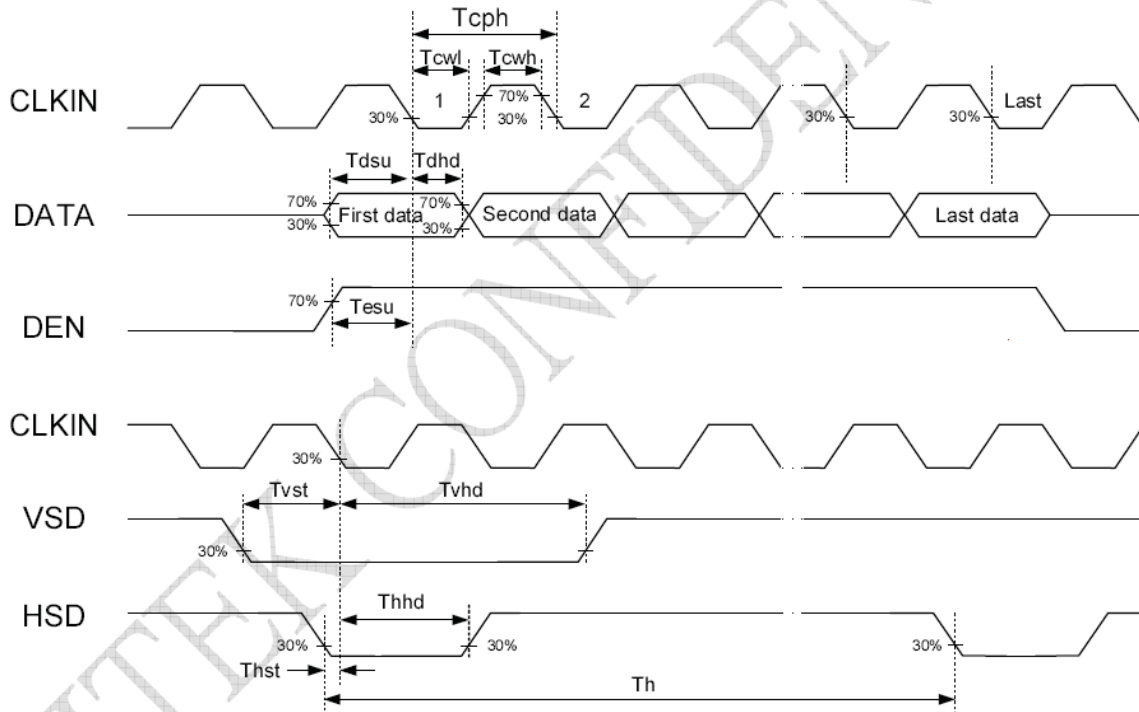 Tcph
Tcwl Tcwh
CLKIN 30% 1 70% 30% 2 30% 30% Last
Tdsu Tdhd
DATA 70% 30% First data 70% 30% Second data Last data
DEN 70% Tesu
CLKIN 30%
Tvst Tvhd
VSD 30% 30%
HSD 30% Thhd 30% 30%
Thst
Th